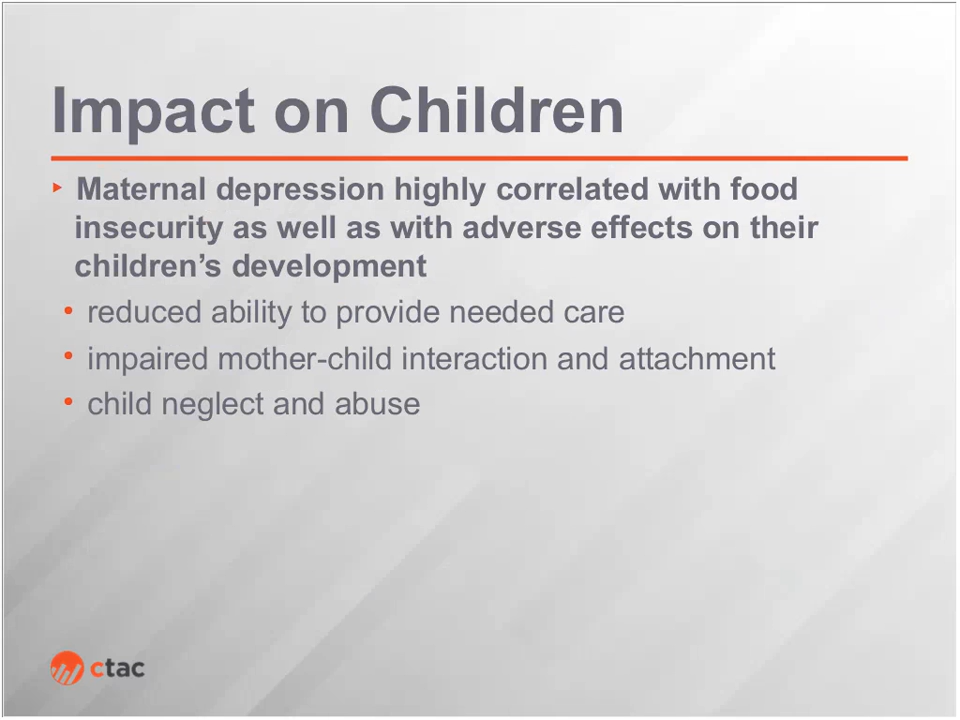 Impact on Children
‣ Maternal depression highly correlated with food
insecurity as well as with adverse effects on their
children’s development
• reduced ability to provide needed care
• impaired mother-child interaction and attachment
• child neglect and abuse
ctac